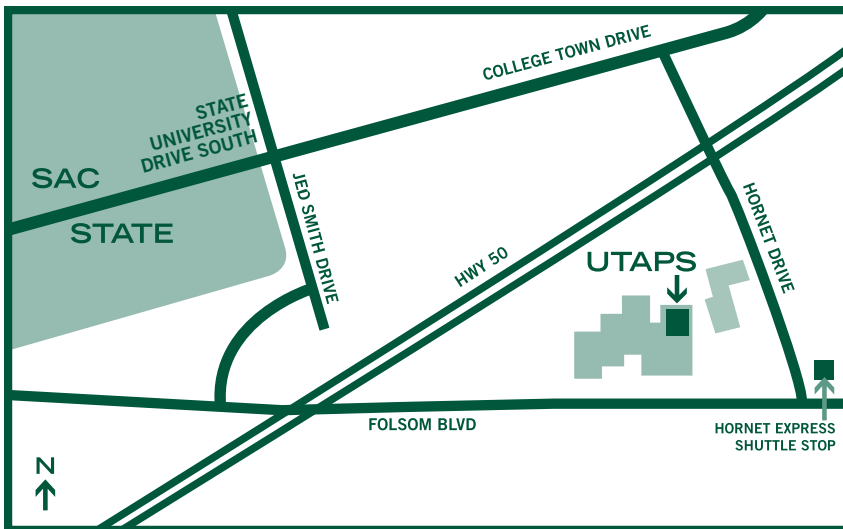 COLLEGE TOWN DRIVE
STATE
UNIVERSITY
DRIVE SOUTH
SAC
STATE
JED SMITH DRIVE
HWY 50
HORNET DRIVE
UTAPS
FOLSOM BLVD
HORNET EXPRESS
SHUTTLE STOP
N